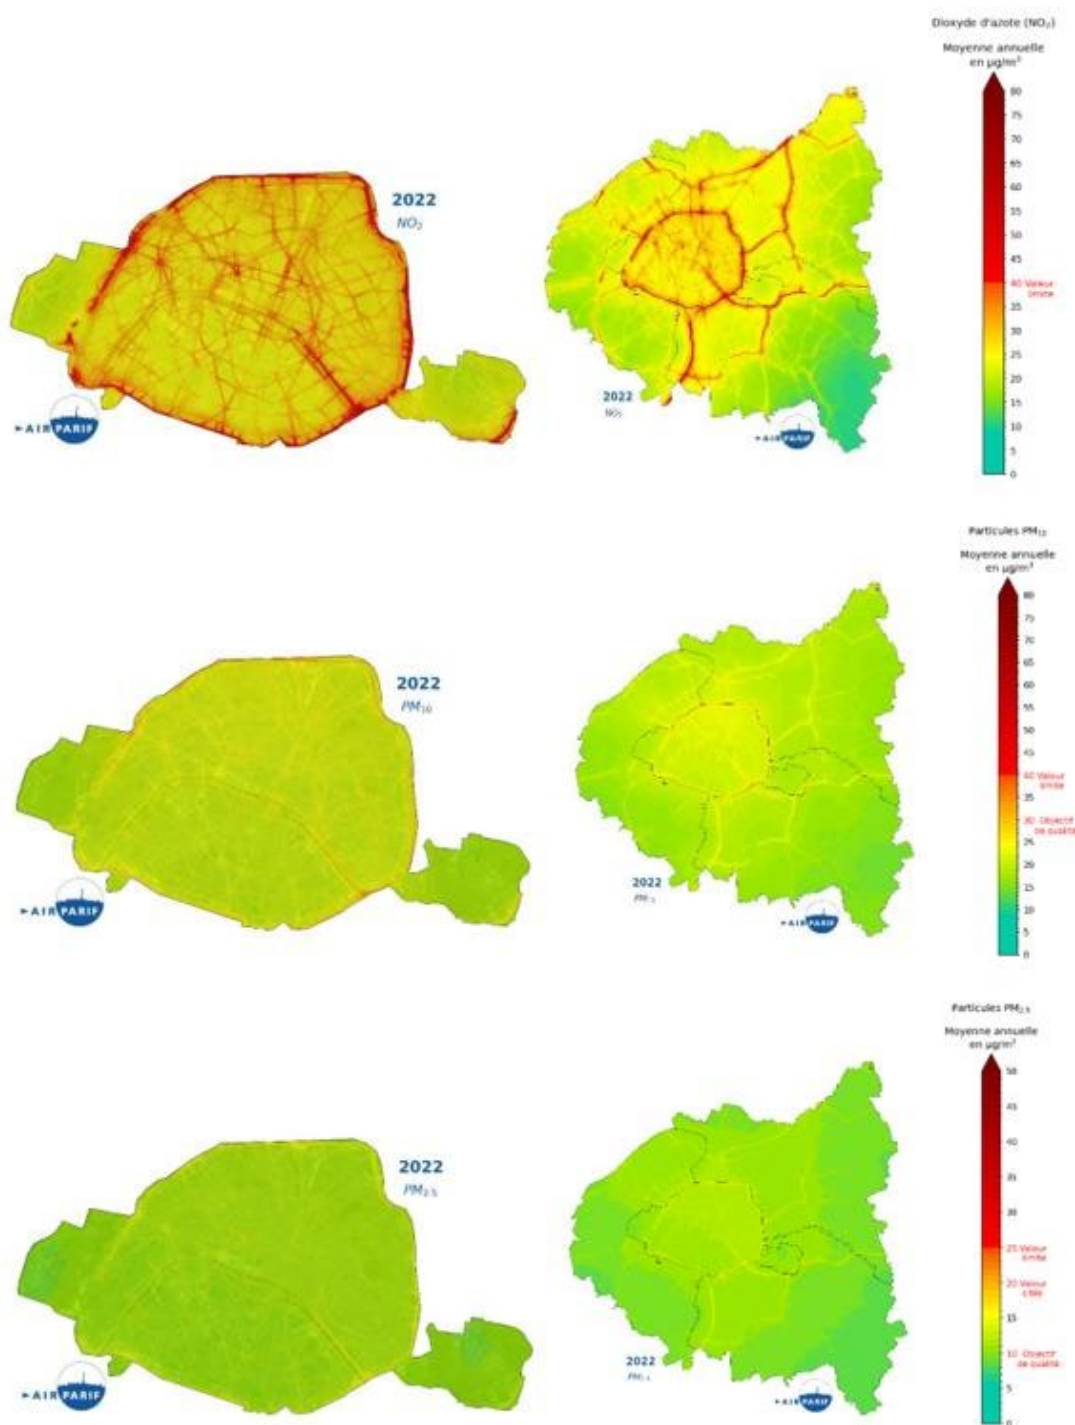 Dioxyde d'azote (NO₂)
Moyenne annuelle
en µg/m³
80
75
70
65
60
55
50
45
40 Valeur
limite
35
30
25
20
15
10
5
0
2022
NO₂
AIRPARIF
2022
NO₂
AIRPARIF
Particules PM₁₀
Moyenne annuelle
en µg/m³
80
75
70
65
60
55
50
45
40 Valeur
limite
35
30 Objectif
de qualité
25
20
15
10
5
0
2022
PM₁₀
AIRPARIF
2022
PM₁₀
AIRPARIF
Particules PM₂.₅
Moyenne annuelle
en µg/m³
50
45
40
35
30
25 Valeur
limite
20 Valeur
cible
15
10 Objectif
de qualité
5
0
2022
PM₂.₅
AIRPARIF
2022
PM₂.₅
AIRPARIF